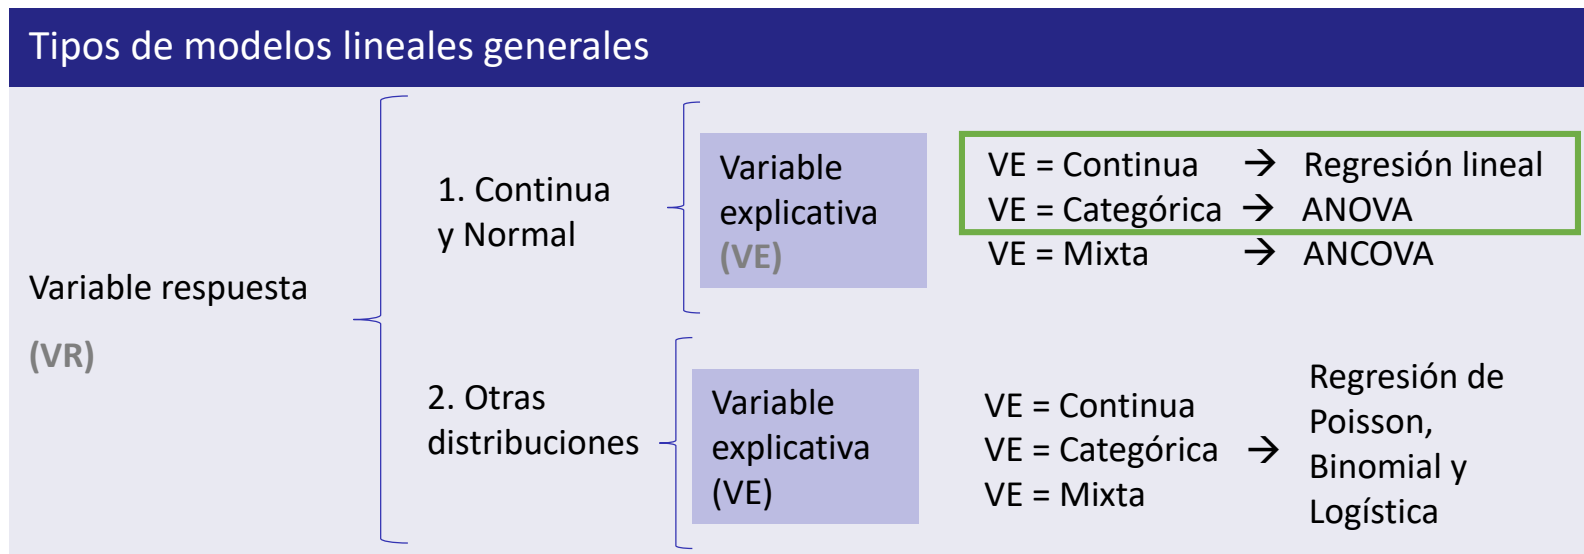 Tipos de modelos lineales generales
Variable respuesta
(VR)
1. Continua
y Normal
Variable
explicativa
(VE)
VE = Continua → Regresión lineal
VE = Categórica → ANOVA
VE = Mixta → ANCOVA
2. Otras
distribuciones
Variable
explicativa
(VE)
VE = Continua
VE = Categórica →
VE = Mixta
Regresión de
Poisson,
Binomial y
Logística